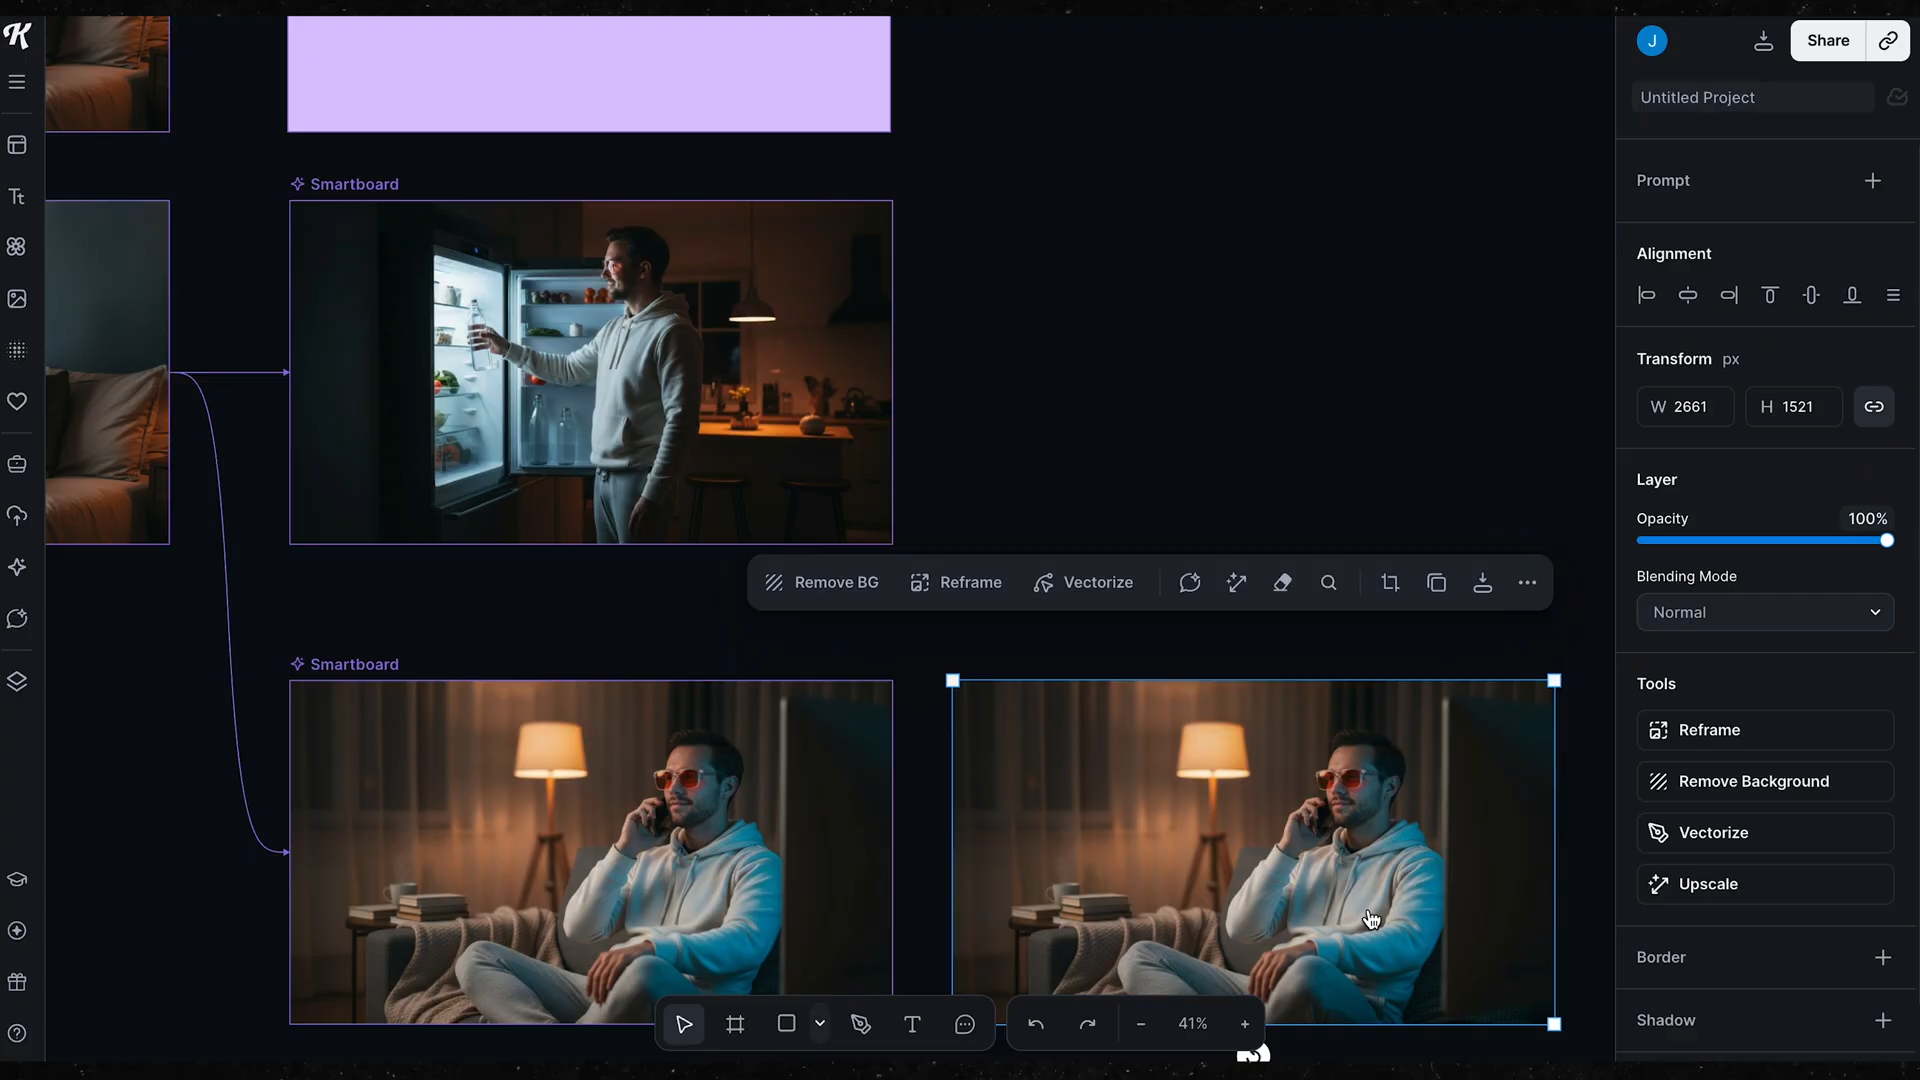 J
Share
Untitled Project
Prompt
Smartboard
Alignment
Transform px
W 2661 H 1521
Layer
Opacity 100%
Remove BG Reframe Vectorize
Blending Mode
Normal
Smartboard
Tools
Reframe
Remove Background
Vectorize
Upscale
Border
Shadow
41%